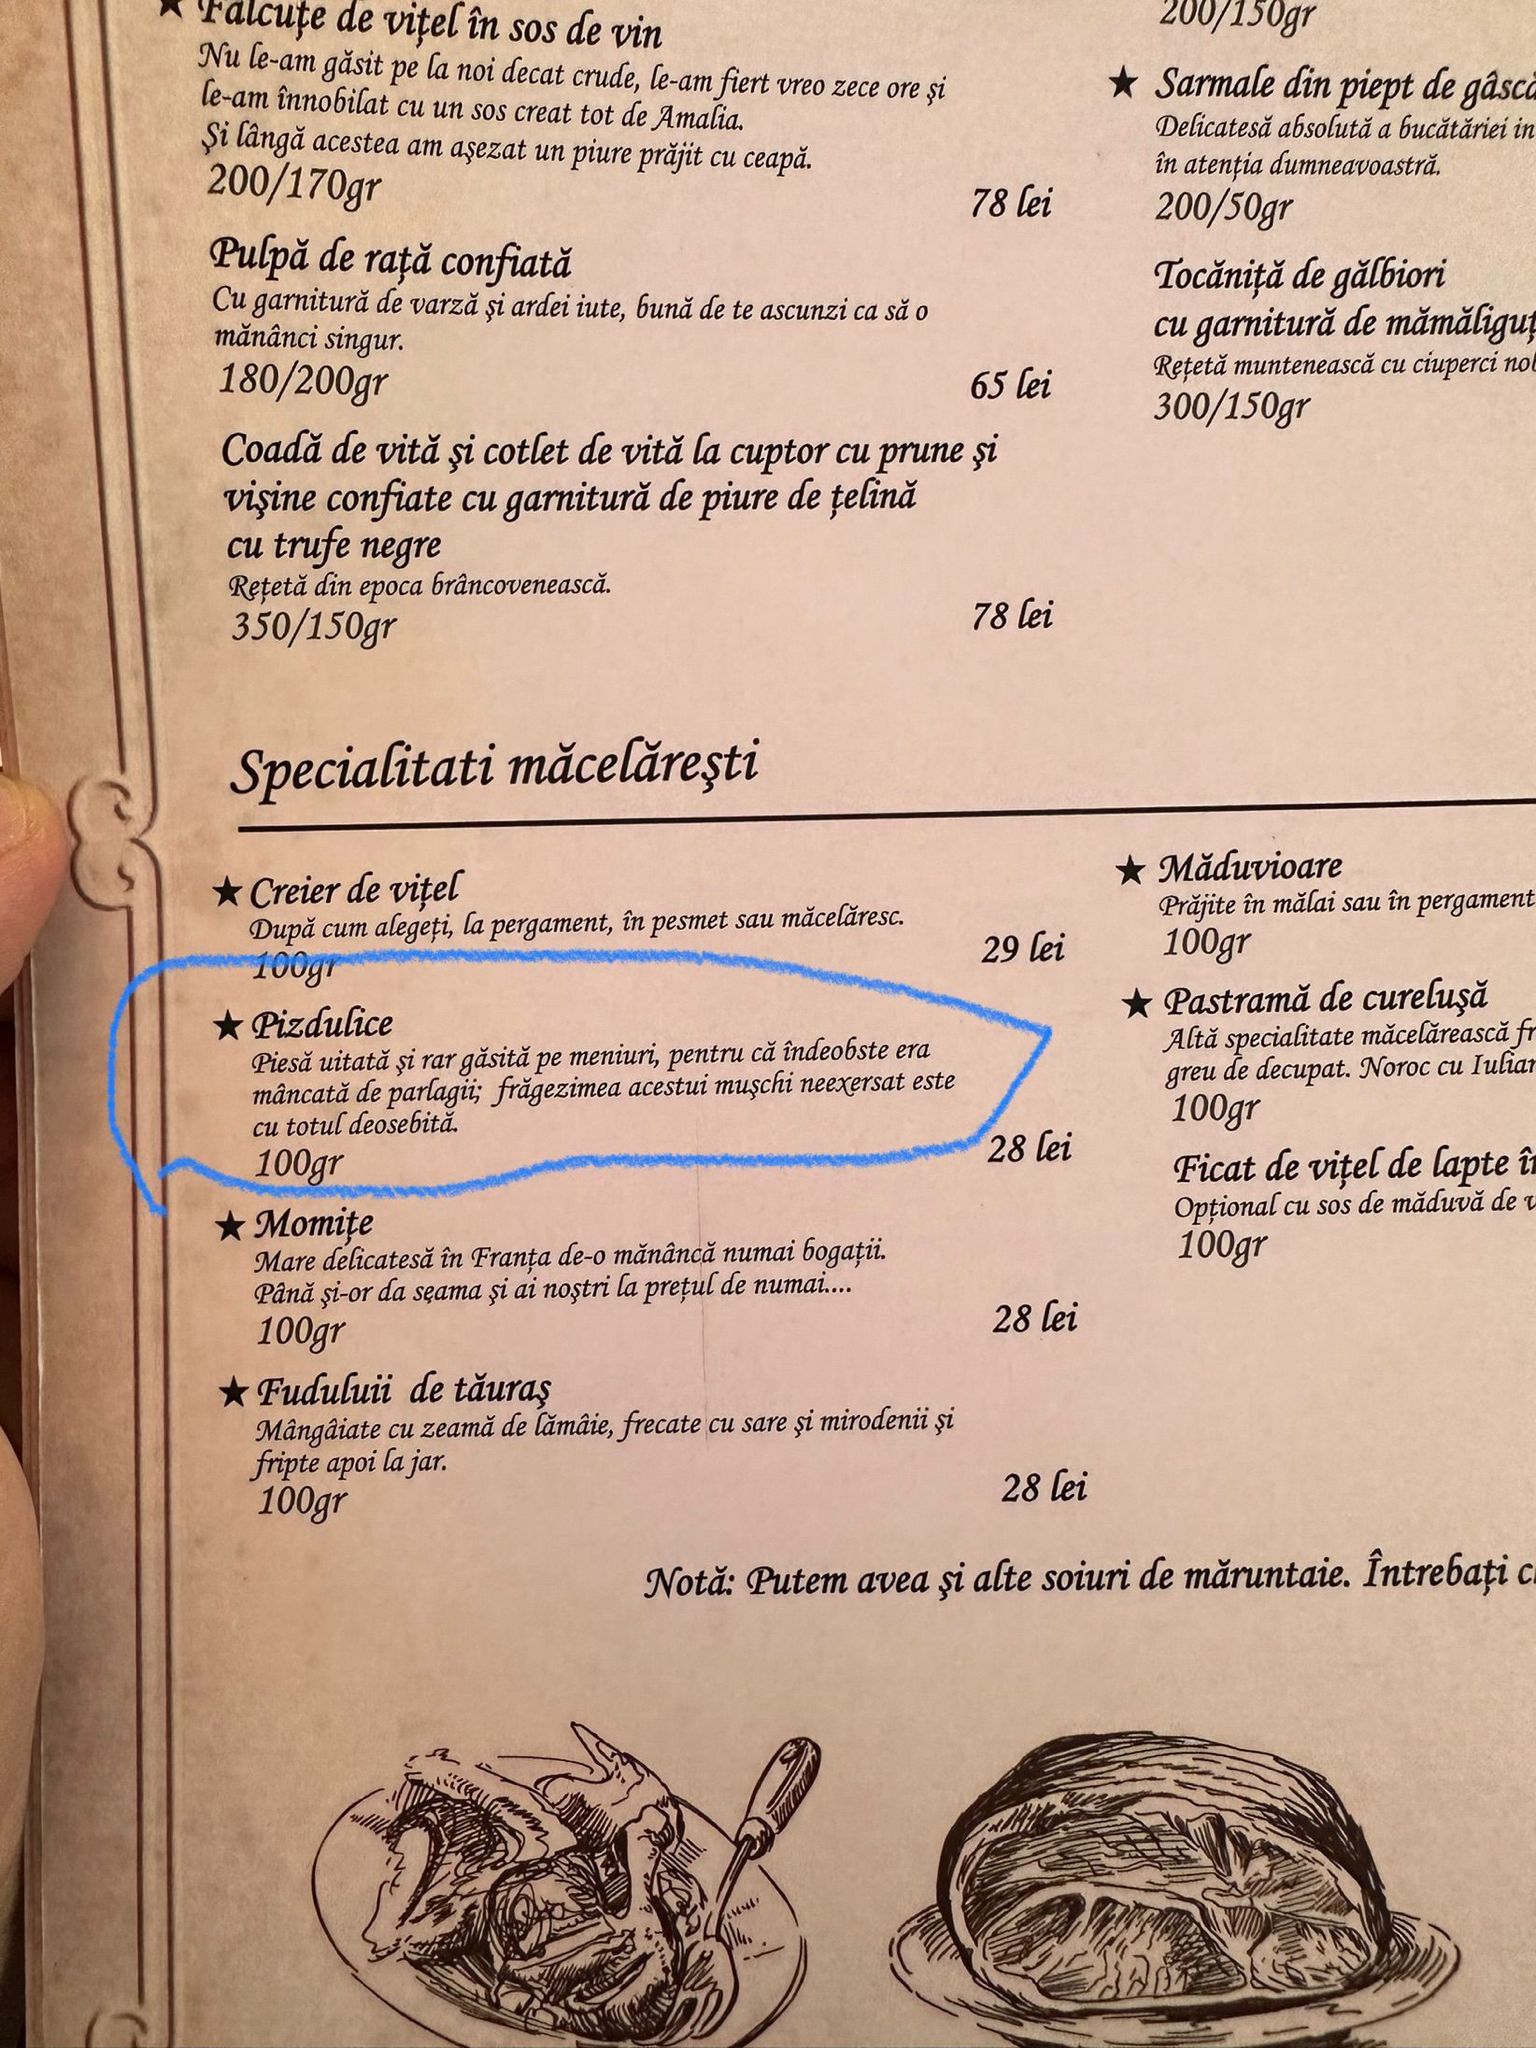 Fălcuțe de vițel în sos de vin
Nu le-am găsit pe la noi decat crude, le-am fiert vreo zece ore și
le-am înnobilat cu un sos creat tot de Amalia.
Și lângă acestea am așezat un piure prăjit cu ceapă.
200/170gr
78 lei
Pulpă de rață confiată
Cu garnitură de varză și ardei iute, bună de te ascunzi ca să o
mănânci singur.
180/200gr
65 lei
Coadă de vită și cotlet de vită la cuptor cu prune și
vișine confiate cu garnitură de piure de țelină
cu trufe negre
Rețetă din epoca brâncovenească.
350/150gr
78 lei
200/150gr
Sarmale din piept de gâscă
Delicatesă absolută a bucătăriei
în atenția dumneavoastră.
200/50gr
Tocăniță de gălbiori
cu garnitură de
Rețetă muntenească cu ciuperci
300/150gr
Specialitati măcelărești
Creier de vițel
După cum alegeți, la pergament, în pesmet sau măcelăresc.
100gr
29 lei
Pizdulice
Piesă uitată și rar găsită pe meniuri, pentru că îndeobste era
mâncată de parlagii; frăgezimea acestui mușchi neexersat este
cu totul deosebită.
100gr
28 lei
Momițe
Mare delicatesă în Franța de-o mănâncă numai bogații.
Până și-or da seama și ai noștri la prețul de numai....
100gr
28 lei
Fuduluii de tăuraș
Mângâiate cu zeamă de lămâie, frecate cu sare și mirodenii și
fripte apoi la jar.
100gr
28 lei
Măduvioare
Prăjite în mălai sau în pergament
100gr
Pastramă de cureluşă
Altă specialitate măcelărească
greu de decupat. Noroc cu
100gr
Ficat de vițel de lapte
Opțional cu sos de măduvă de
100gr
Notă: Putem avea și alte soiuri de măruntaie. Întrebați